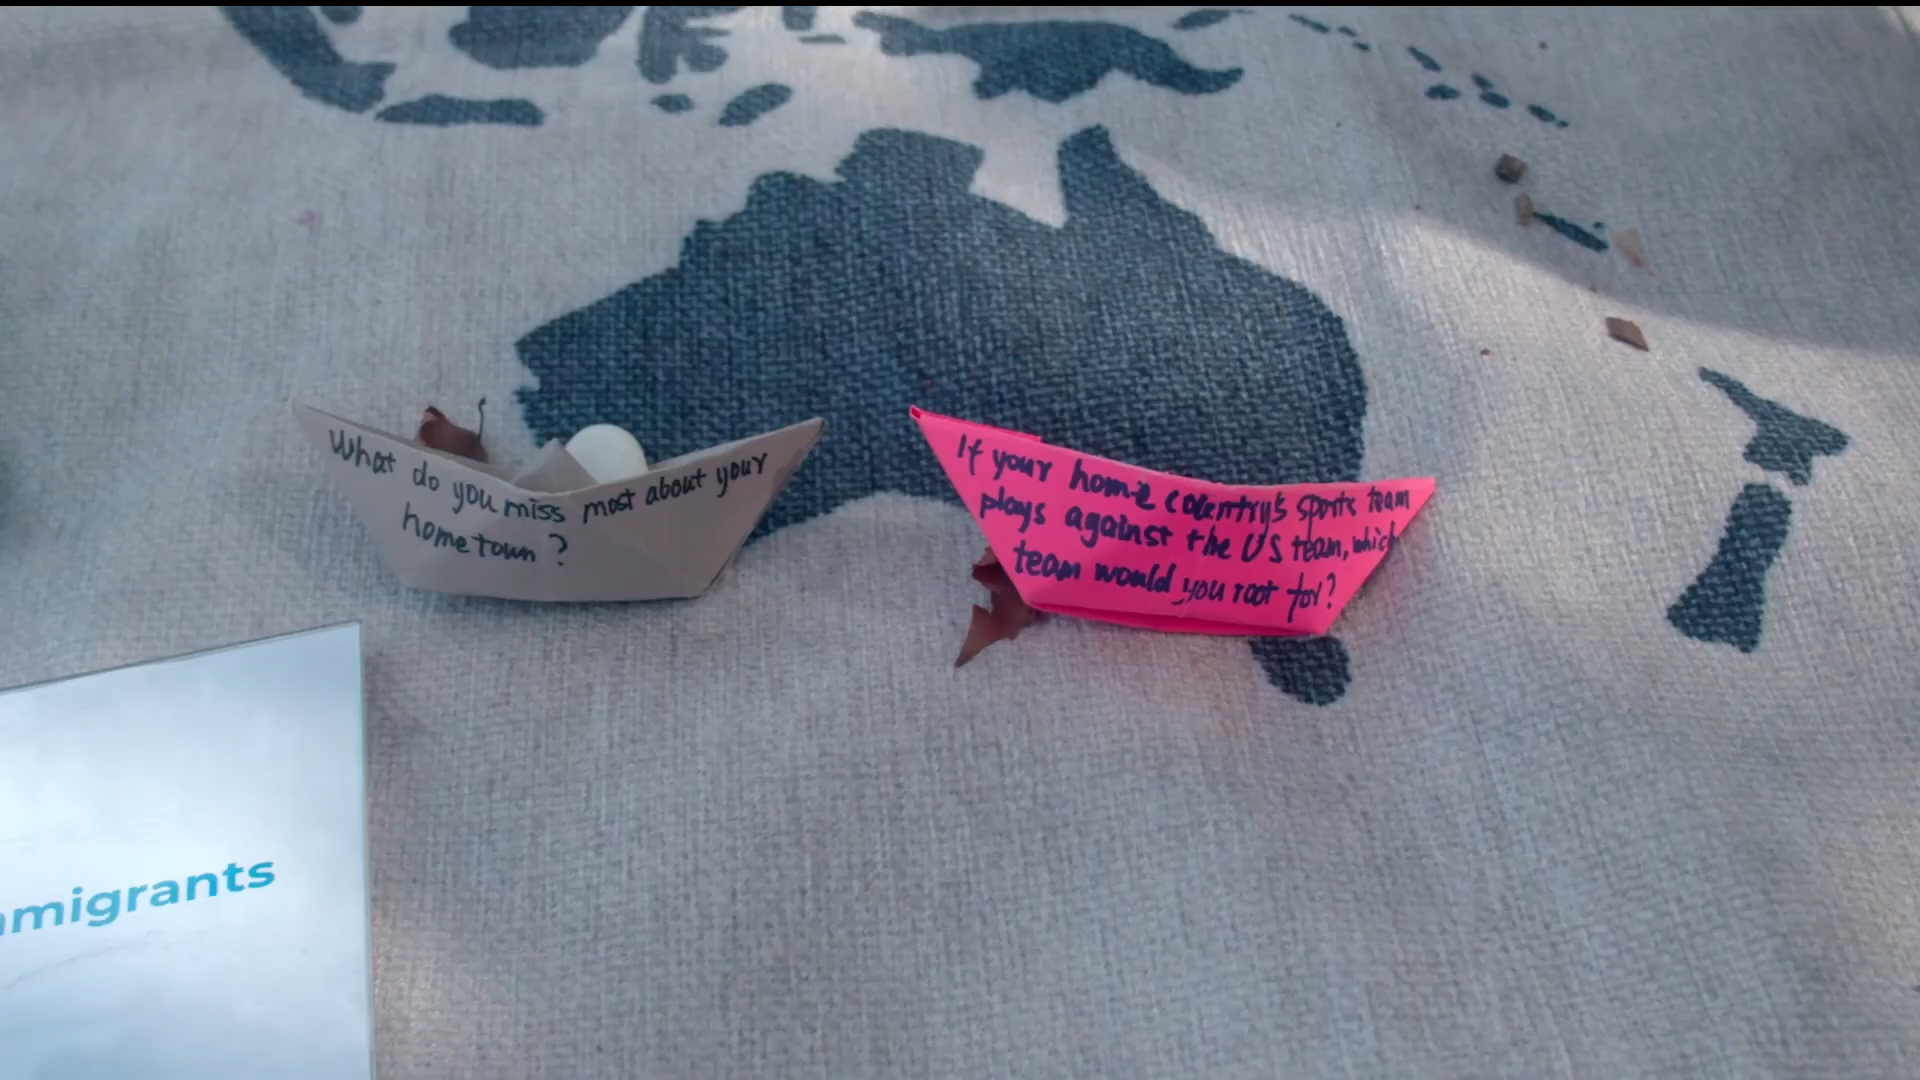 What do you miss most about your
hometown?
If your home country's sports team
plays against the US team, which
team would you root for?
mmigrants